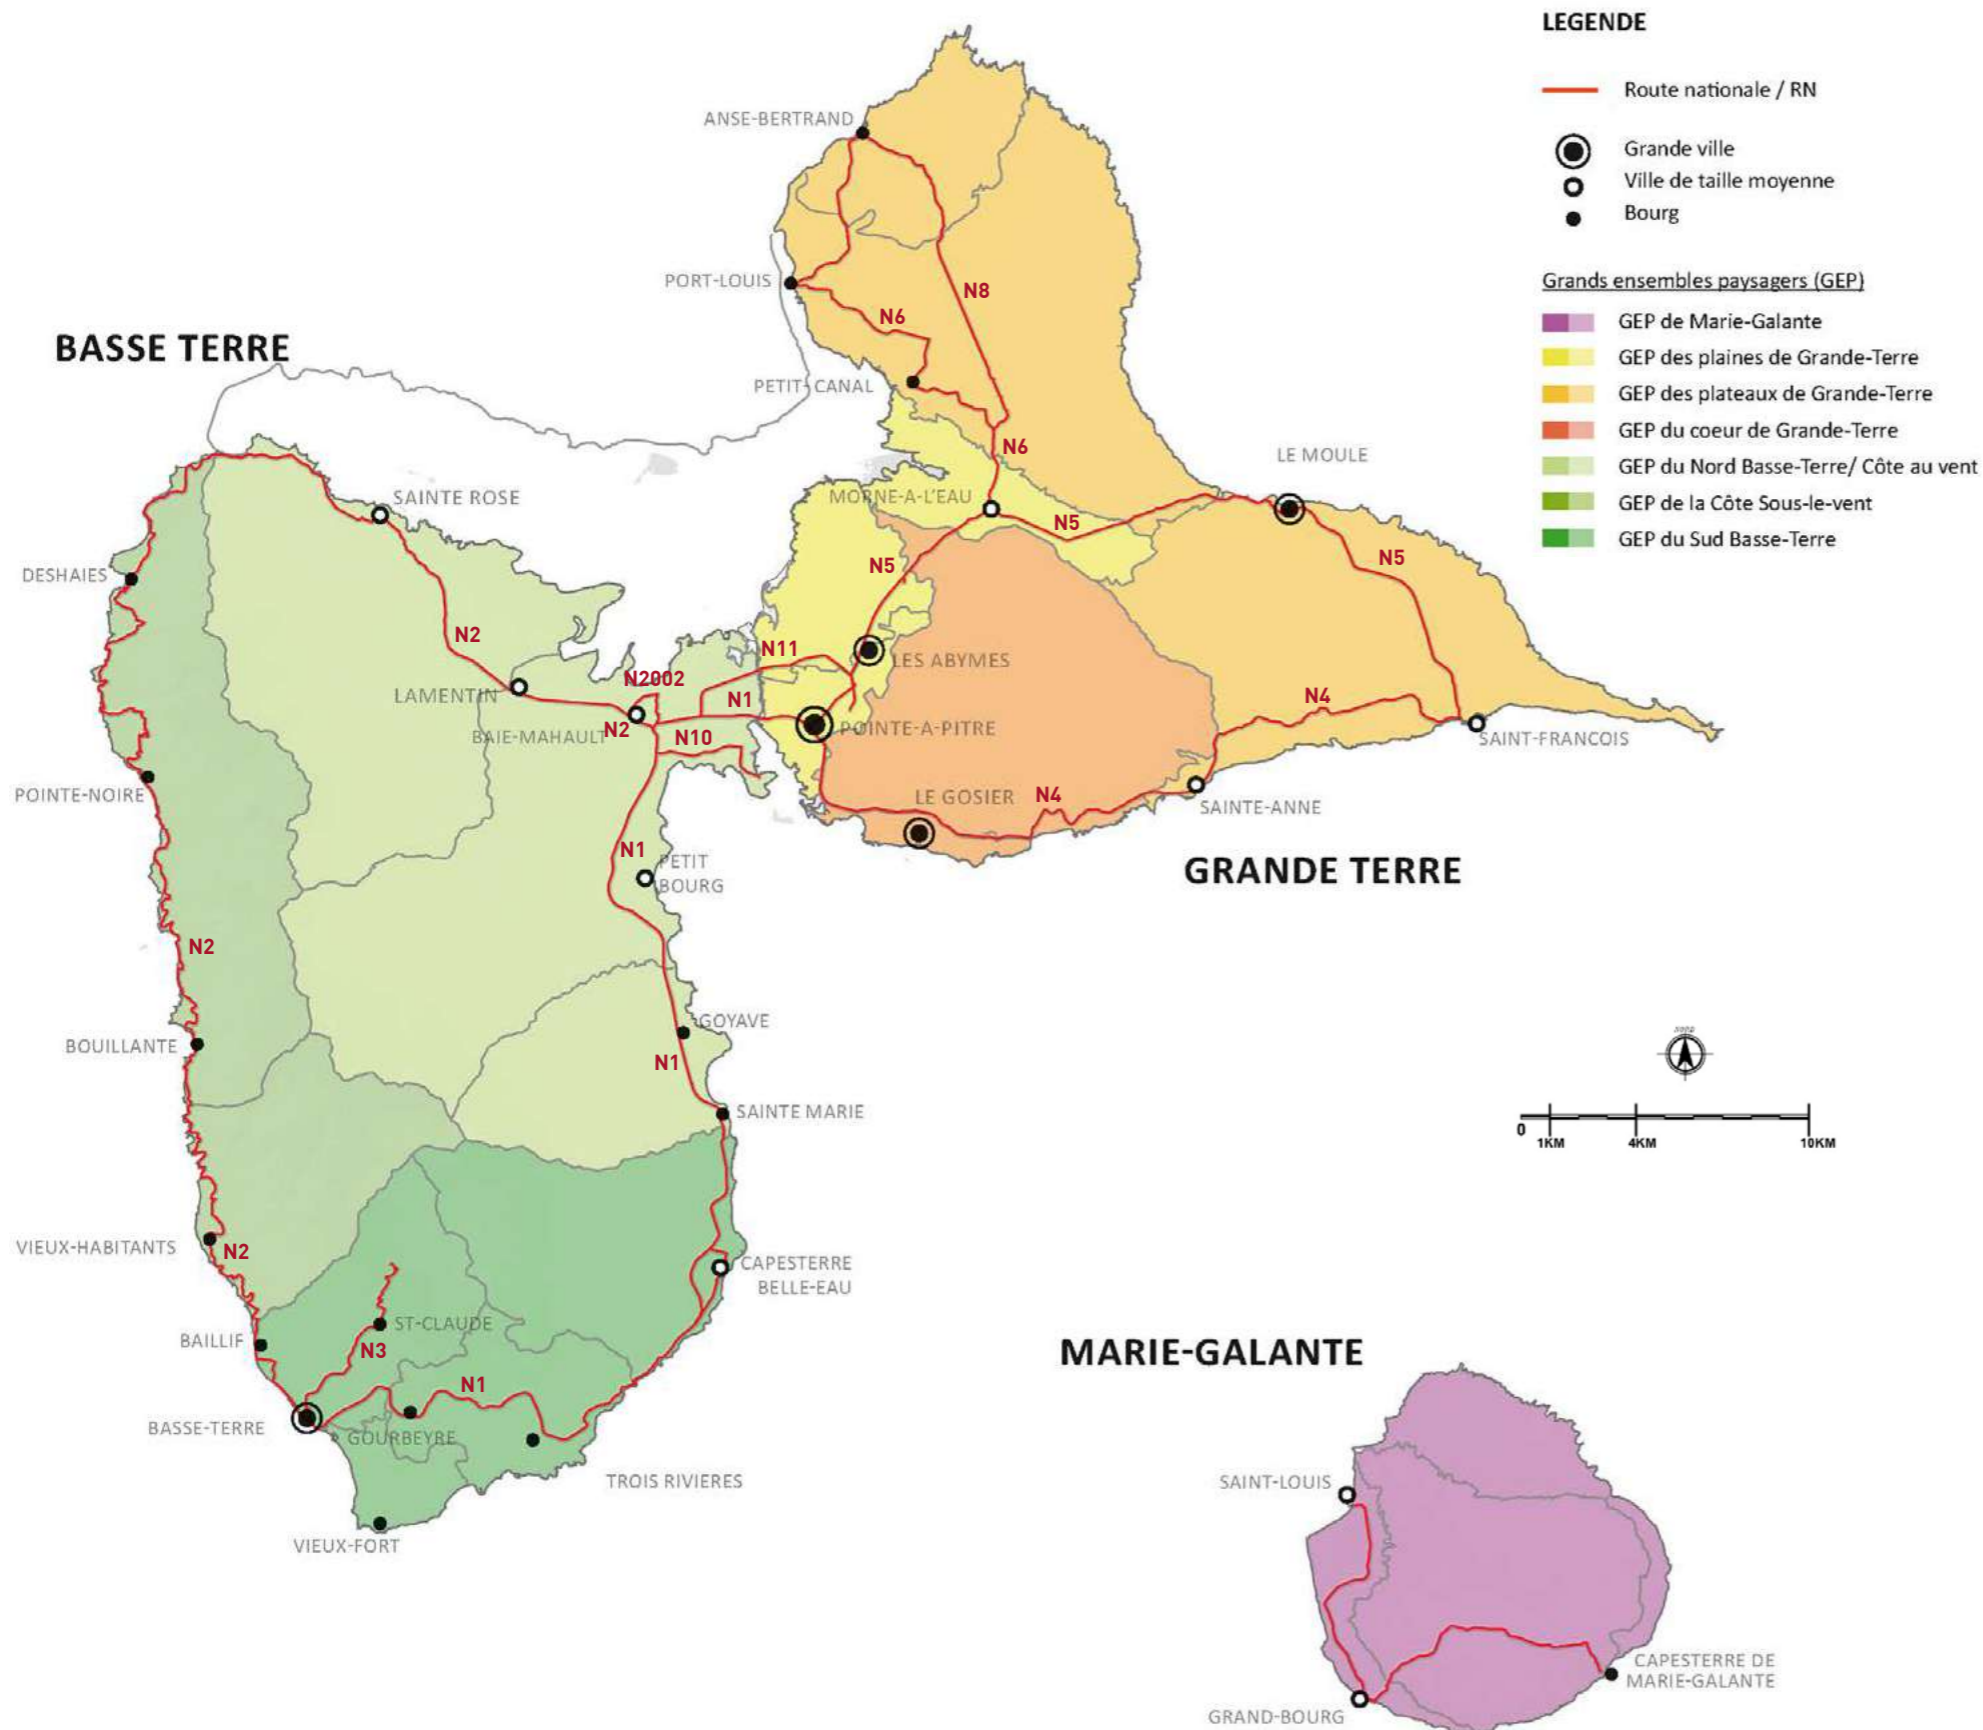 LEGENDE
Route nationale / RN
Grande ville
Ville de taille moyenne
Bourg
Grands ensembles paysagers (GEP)
GEP de Marie-Galante
GEP des plaines de Grande-Terre
GEP des plateaux de Grande-Terre
GEP du coeur de Grande-Terre
GEP du Nord Basse-Terre/ Côte au vent
GEP de la Côte Sous-le-vent
GEP du Sud Basse-Terre
ANSE-BERTRAND
PORT-LOUIS
N8
N6
BASSE TERRE
PETIT-CANAL
N6
LE MOULE
SAINTE ROSE
MORNE-A-L'EAU
N5
N5
N5
DESHAIES
N2
N11
LES ABYMES
N2002
LAMENTIN
N1
N4
N2
BAIE-MAHAULT
N10
POINTE-A-PITRE
SAINT-FRANCOIS
POINTE-NOIRE
LE GOSIER
N4
SAINTE-ANNE
N1
PETIT
BOURG
GRANDE TERRE
N2
GOYAVE
BOUILLANTE
N1
SAINTE MARIE
0
1KM
4KM
10KM
VIEUX-HABITANTS
N2
CAPESTERRE
BELLE-EAU
BAILLIF
ST-CLAUDE
N3
MARIE-GALANTE
N1
BASSE-TERRE
GOURBEYRE
TROIS RIVIERES
SAINT-LOUIS
VIEUX-FORT
CAPESTERRE DE
MARIE-GALANTE
GRAND-BOURG